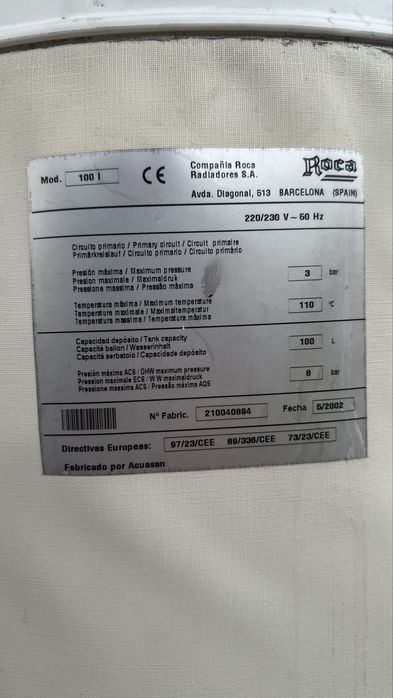 Mod. 100 l CE Compañía Roca Radiadores S.A. Roca
Avda. Diagonal, 513 BARCELONA (SPAIN)
220/230 V ~ 50 Hz
Circuito primario / Primary circuit / Circuit primaire
Primärkreislauf / Circuito primario / Circuito primário
Presión máxima / Maximum pressure
Presion maximale / Maximaldruk
Pressione massima / Pressão máxima
3 bar
Temperatura máxima / Maximum temperature
Temperature maximale / Maximaltemperatur
Temperatura massima / Temperatura máxima
110 °C
Capacidad depósito / Tank capacity
Capacité ballon / Wasserinhalt
Capacità serbatoio / Capacidade depósito
100 L
Presión máxima ACS / DHW maximum pressure
Pression maximale ECS / WW maximaldruck
Pressione massima ACS / Pressão máxima AQS
8 bar
Nº Fabric. 210040894 Fecha 5/2002
Directivas Europeas: 97/23/CEE 89/336/CEE 73/23/CEE
Fabricado por Acuasan